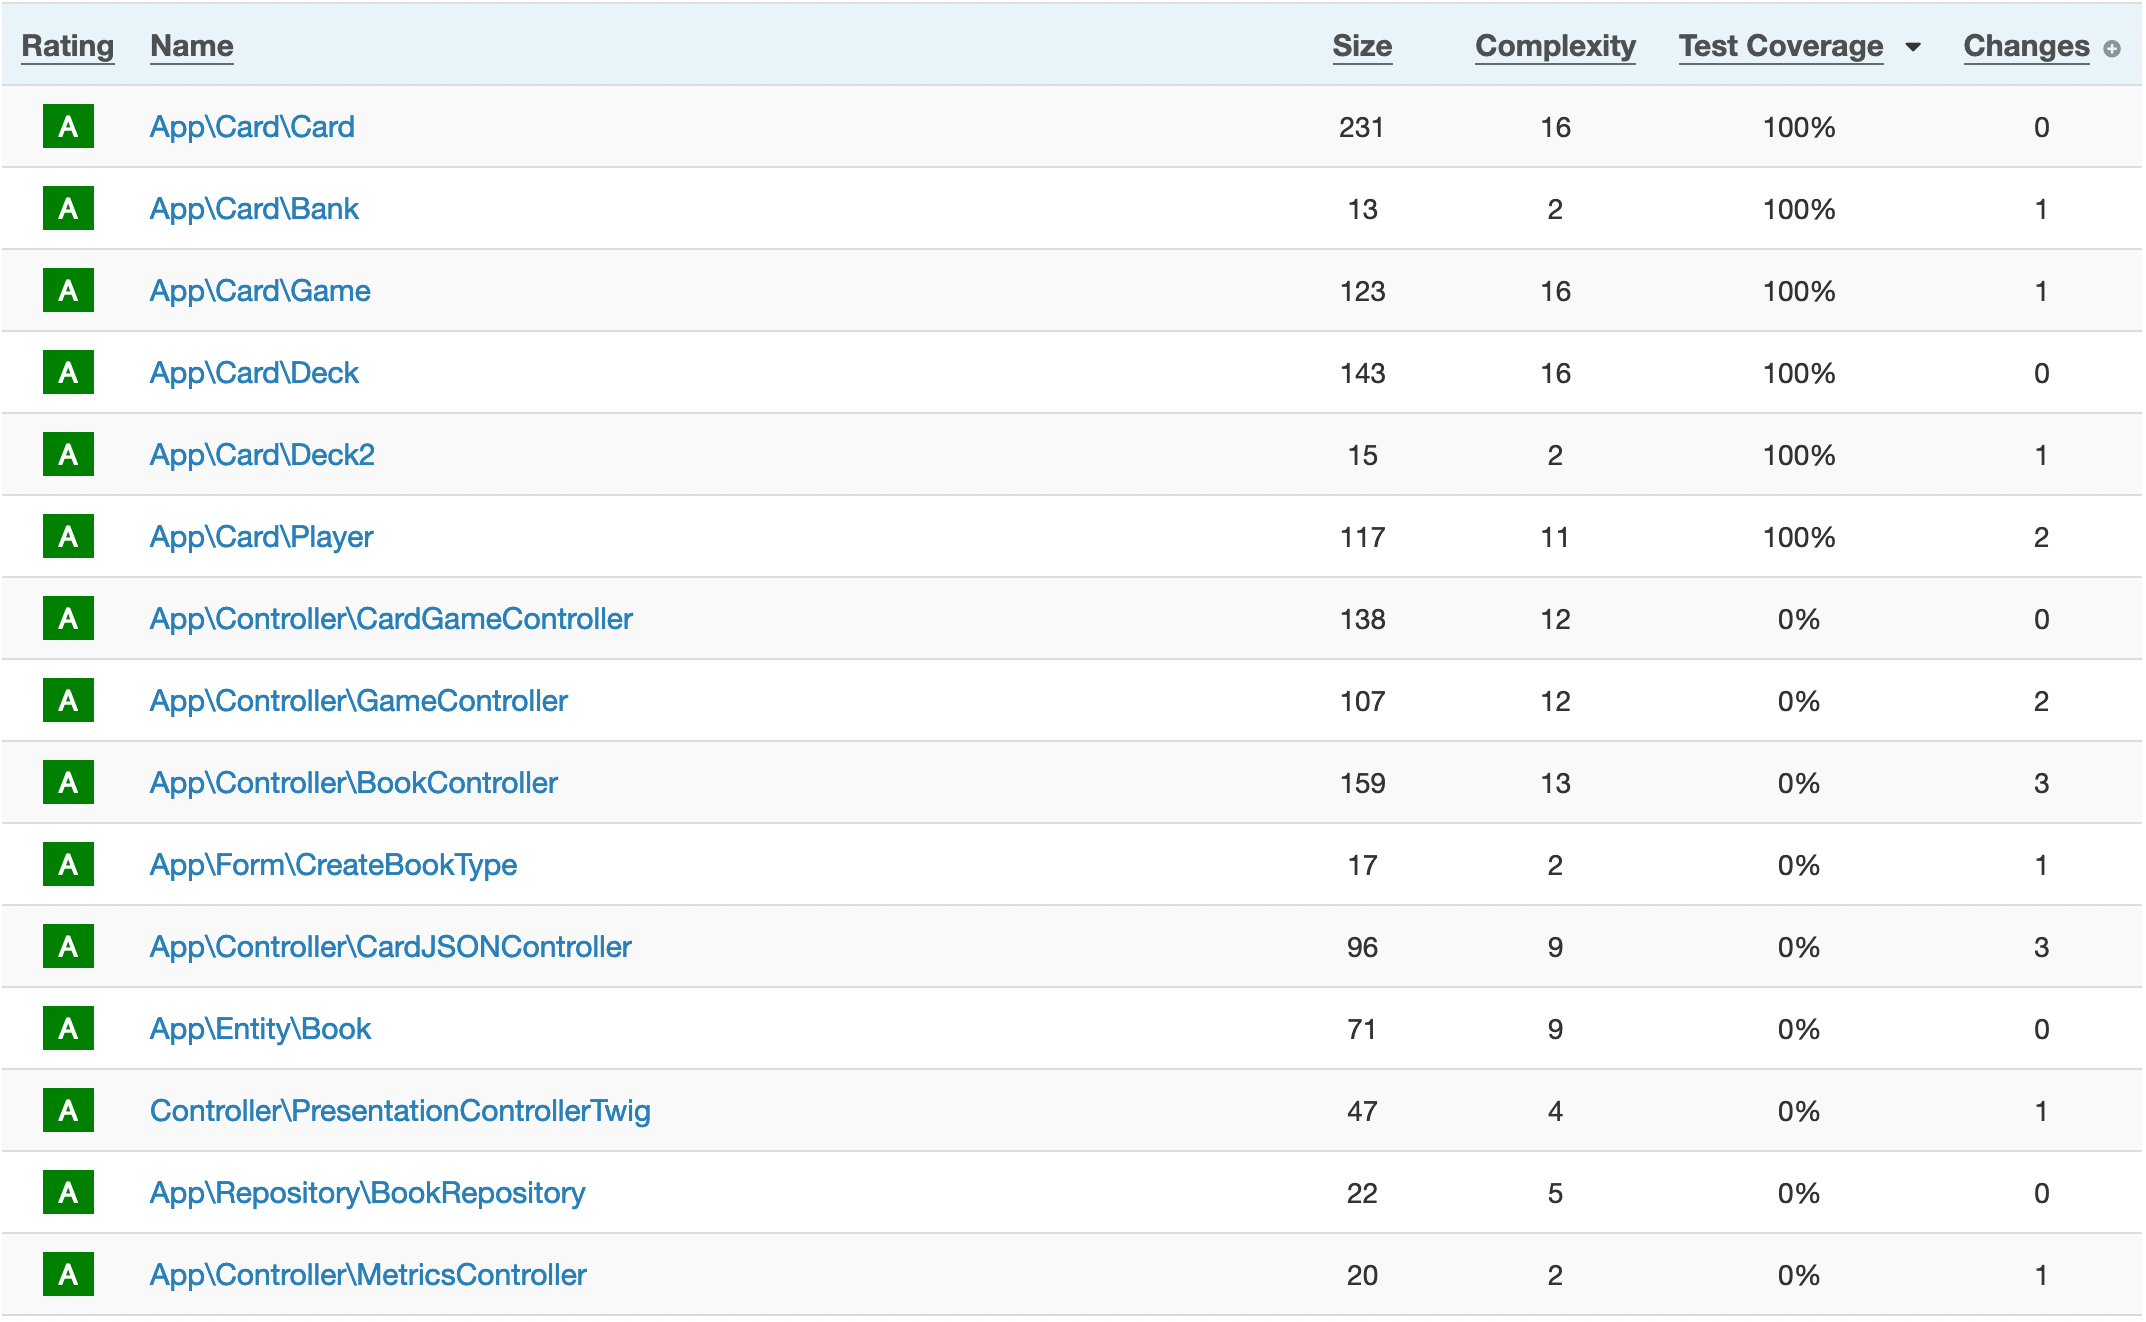 Rating Name Size Complexity Test Coverage Changes
A App\Card\Card 231 16 100% 0
A App\Card\Bank 13 2 100% 1
A App\Card\Game 123 16 100% 1
A App\Card\Deck 143 16 100% 0
A App\Card\Deck2 15 2 100% 1
A App\Card\Player 117 11 100% 2
A App\Controller\CardGameController 138 12 0% 0
A App\Controller\GameController 107 12 0% 2
A App\Controller\BookController 159 13 0% 3
A App\Form\CreateBookType 17 2 0% 1
A App\Controller\CardJSONController 96 9 0% 3
A App\Entity\Book 71 9 0% 0
A Controller\PresentationControllerTwig 47 4 0% 1
A App\Repository\BookRepository 22 5 0% 0
A App\Controller\MetricsController 20 2 0% 1